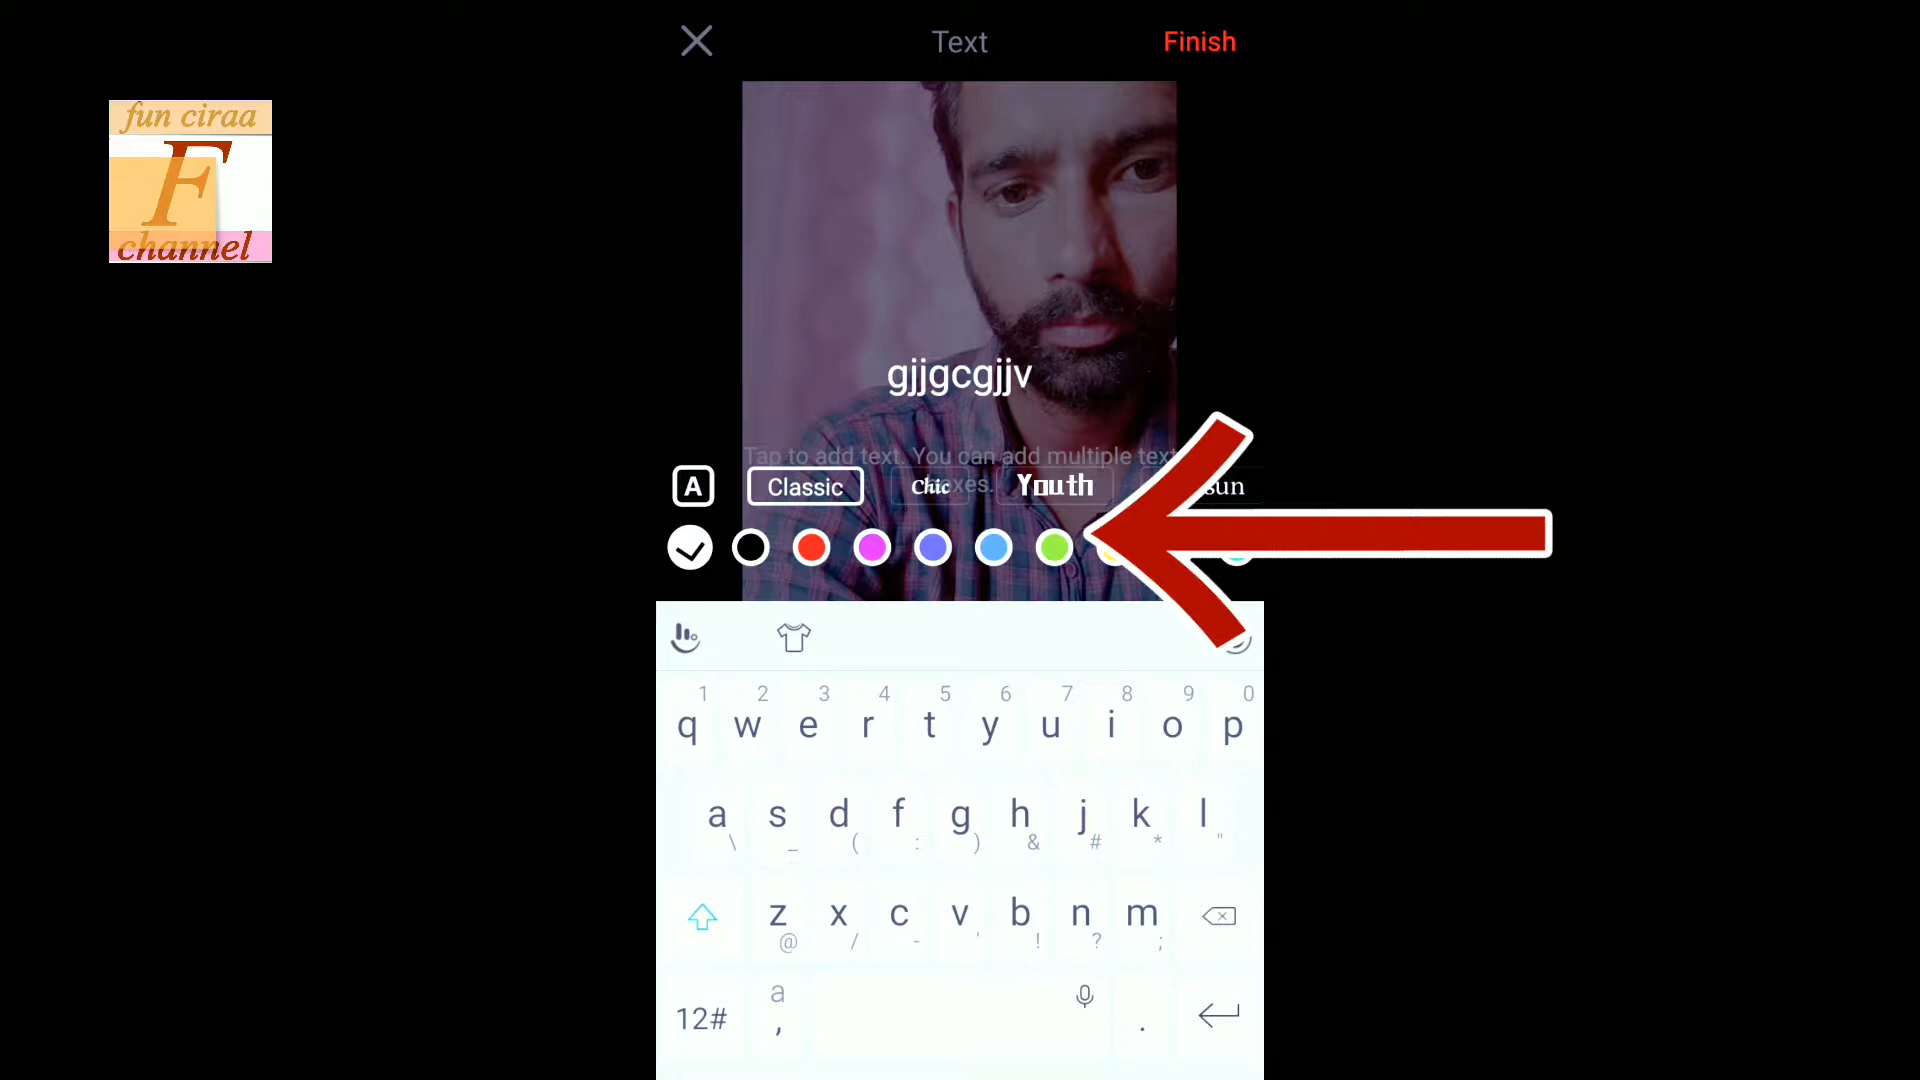 Text
Finish
fun ciraa
F
channel
gjjgcgjjv
Tap to add text. You can add multiple text
A
Classic
Chic
Youth
sun
1 2 3 4 5 6 7 8 9 0
q w e r t y u i o p
a s d f g h j k l
\ _ ( : ) & # * "
z x c v b n m
@ / - ' ! ? ;
a
12# , .